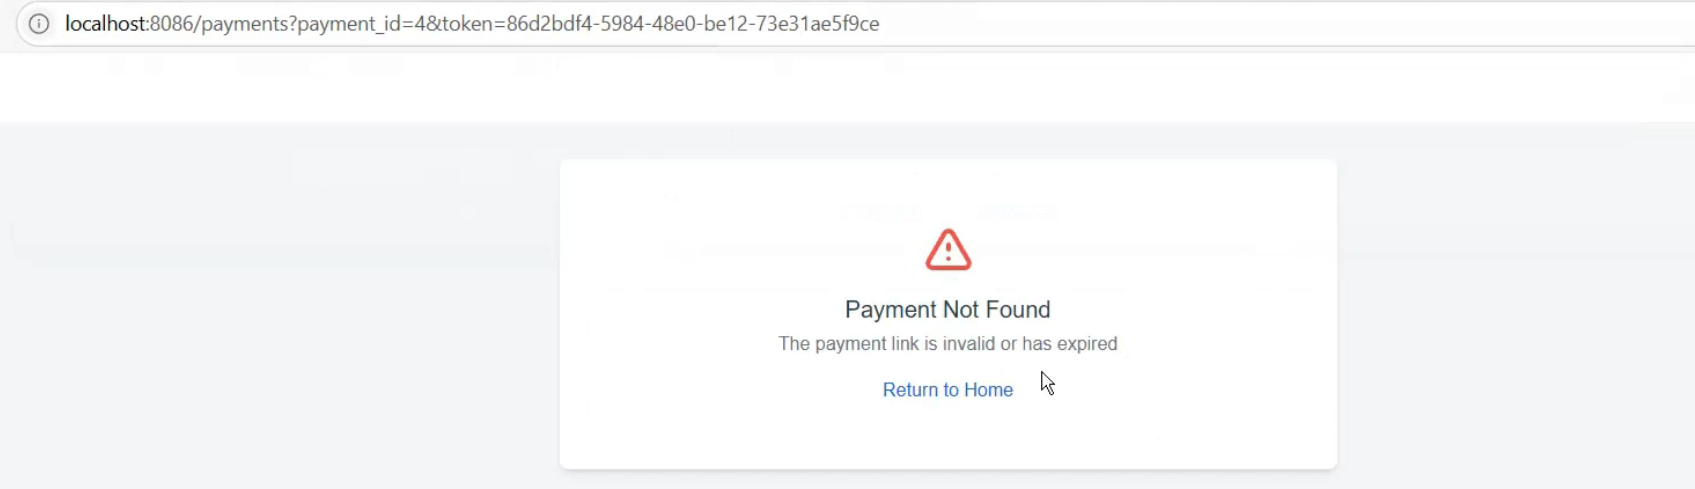 localhost:8086/payments?payment_id=4&token=86d2bdf4-5984-48e0-be12-73e31ae5f9ce
Payment Not Found
The payment link is invalid or has expired
Return to Home